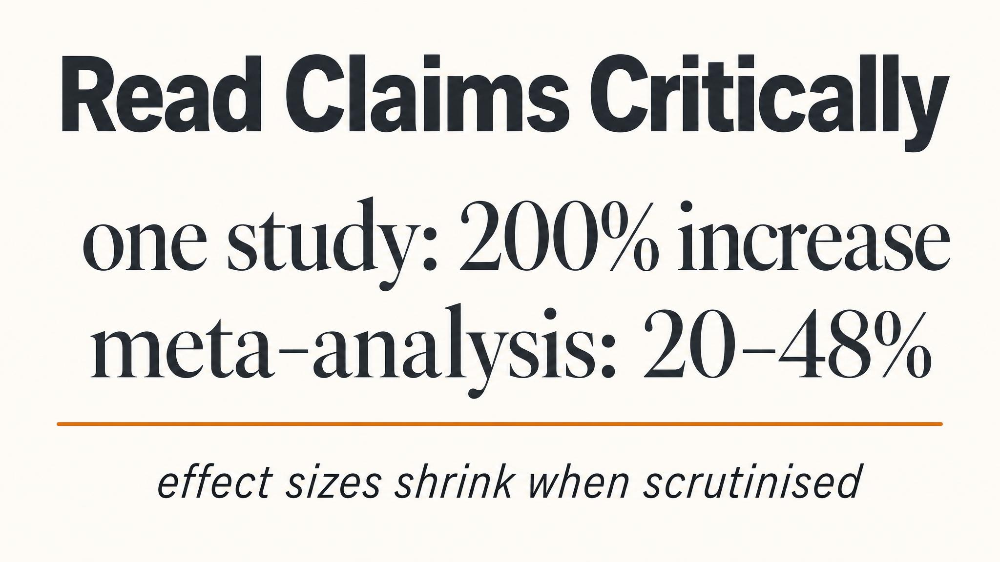 Read Claims Critically
one study: 200% increase
meta-analysis: 20–48%
effect sizes shrink when scrutinised